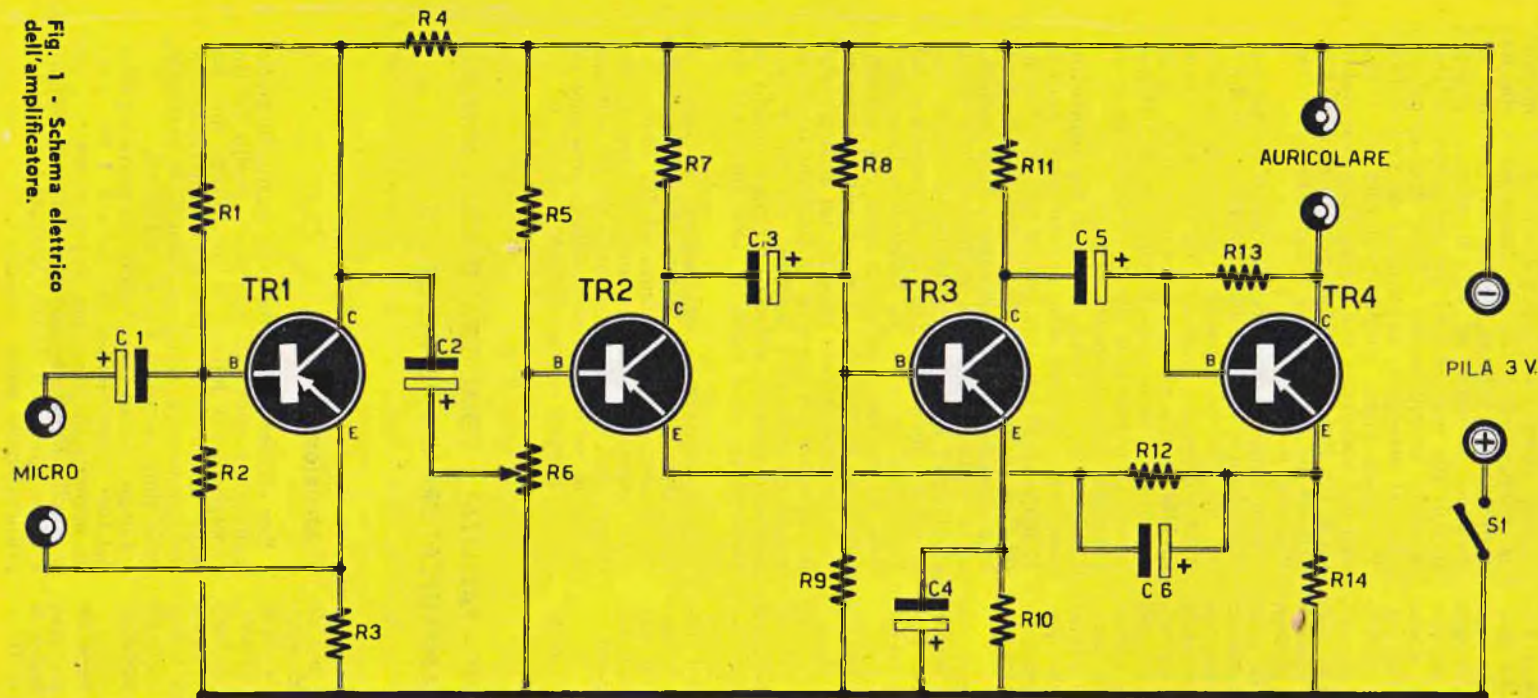 Fig. 1 - Schema elettrico
dell'amplificatore.
R4
R1
R5
R7
R8
R11
AURICOLARE
C1
+
TR1
C
B
E
C2
+
TR2
C
B
E
C.3
+
TR3
C
B
E
C5
+
R13
TR4
C
B
E
PILA 3 V.
−
+
S1
MICRO
R2
R3
R6
R9
C4
+
R10
R12
C6
+
R14